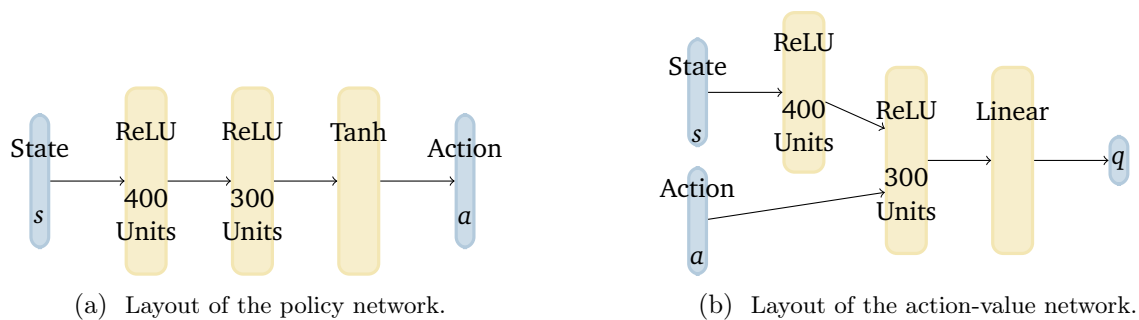 State
s
ReLU
400
Units
ReLU
300
Units
Tanh
Action
a
(a) Layout of the policy network.
State
s
Action
a
ReLU
400
Units
ReLU
300
Units
Linear
q
(b) Layout of the action-value network.